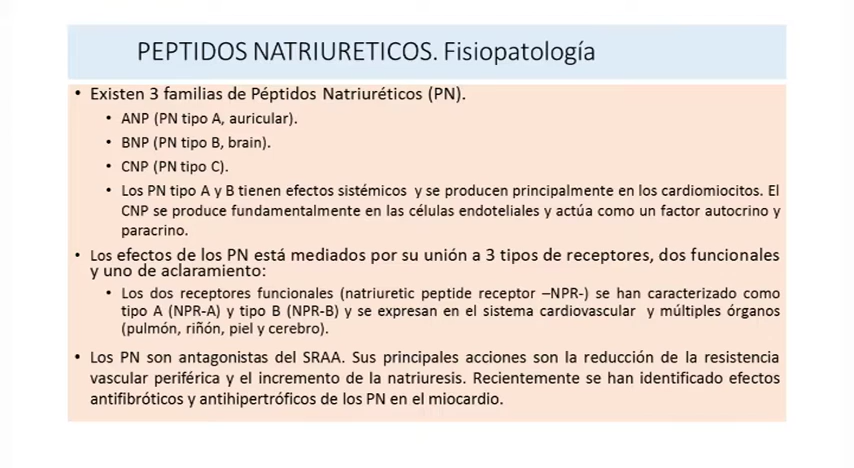 PEPTIDOS NATRIURETICOS. Fisiopatología
• Existen 3 familias de Péptidos Natriuréticos (PN).
• ANP (PN tipo A, auricular).
• BNP (PN tipo B, brain).
• CNP (PN tipo C).
• Los PN tipo A y B tienen efectos sistémicos y se producen principalmente en los cardiomiocitos. El
CNP se produce fundamentalmente en las células endoteliales y actúa como un factor autocrino y
paracrino.
• Los efectos de los PN está mediados por su unión a 3 tipos de receptores, dos funcionales
y uno de aclaramiento:
• Los dos receptores funcionales (natriuretic peptide receptor –NPR-) se han caracterizado como
tipo A (NPR-A) y tipo B (NPR-B) y se expresan en el sistema cardiovascular y múltiples órganos
(pulmón, riñón, piel y cerebro).
• Los PN son antagonistas del SRAA. Sus principales acciones son la reducción de la resistencia
vascular periférica y el incremento de la natriuresis. Recientemente se han identificado efectos
antifibróticos y antihipertróficos de los PN en el miocardio.